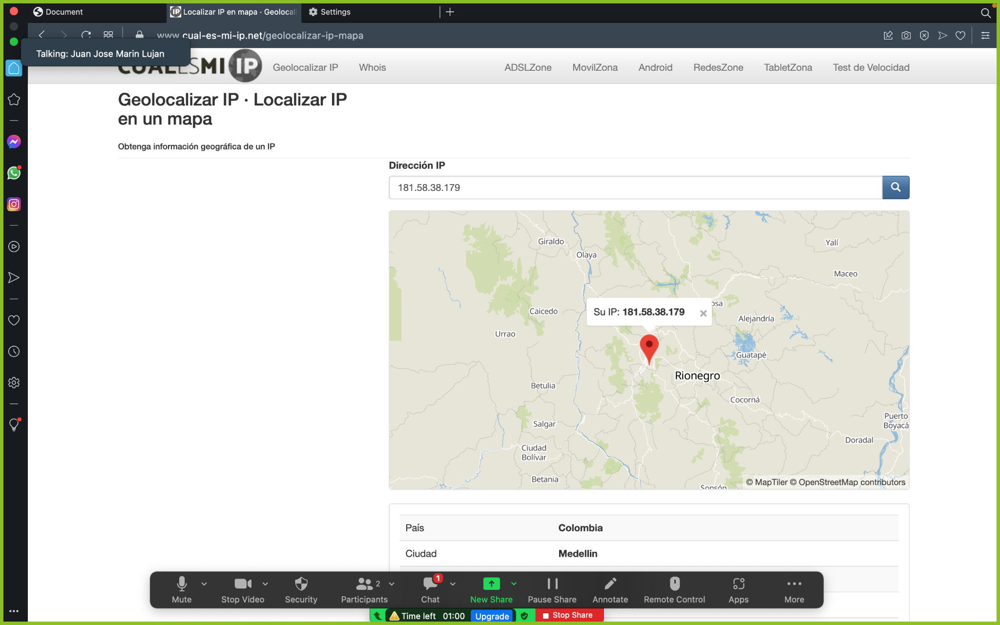 Document
Localizar IP en mapa · Geolocali
Settings
www.cual-es-mi-ip.net/geolocalizar-ip-mapa
Talking: Juan Jose Marin Lujan
CUALESMI IP
Geolocalizar IP
Whois
ADSLZone
MovilZona
Android
RedesZone
TabletZona
Test de Velocidad
Geolocalizar IP · Localizar IP
en un mapa
Obtenga información geográfica de un IP
Dirección IP
181.58.38.179
Giraldo
Yalí
Olaya
Maceo
osa
Su IP: 181.58.38.179 ×
Caicedo
Alejandría
Urrao
Guatapé
Rionegro
Betulia
Cocorná
Puerto
Boyacá
Salgar
Doradal
Ciudad
Bolívar
Betania
Sonsón
© MapTiler © OpenStreetMap contributors
País Colombia
Ciudad Medellin
2
1
Mute
Stop Video
Security
Participants
Chat
New Share
Pause Share
Annotate
Remote Control
Apps
More
Time left 01:00
Upgrade
Stop Share